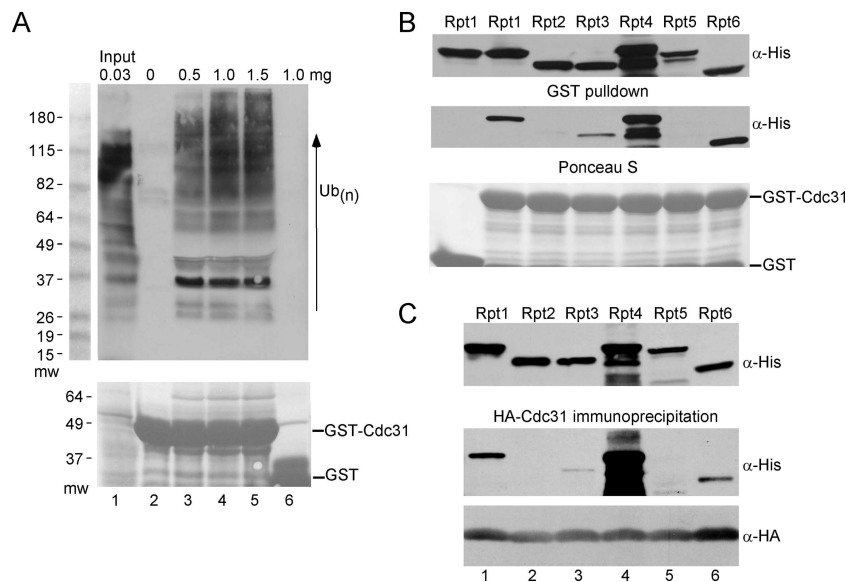 A
Input
0.03 0 0.5 1.0 1.5 1.0 mg
180
115
82
64
49
37
26
19
15
mw
Ub(n)
64
49
37
mw
GST-Cdc31
GST
1 2 3 4 5 6
B
Rpt1 Rpt1 Rpt2 Rpt3 Rpt4 Rpt5 Rpt6
α-His
GST pulldown
α-His
Ponceau S
GST-Cdc31
GST
C
Rpt1 Rpt2 Rpt3 Rpt4 Rpt5 Rpt6
α-His
HA-Cdc31 immunoprecipitation
α-His
α-HA
1 2 3 4 5 6